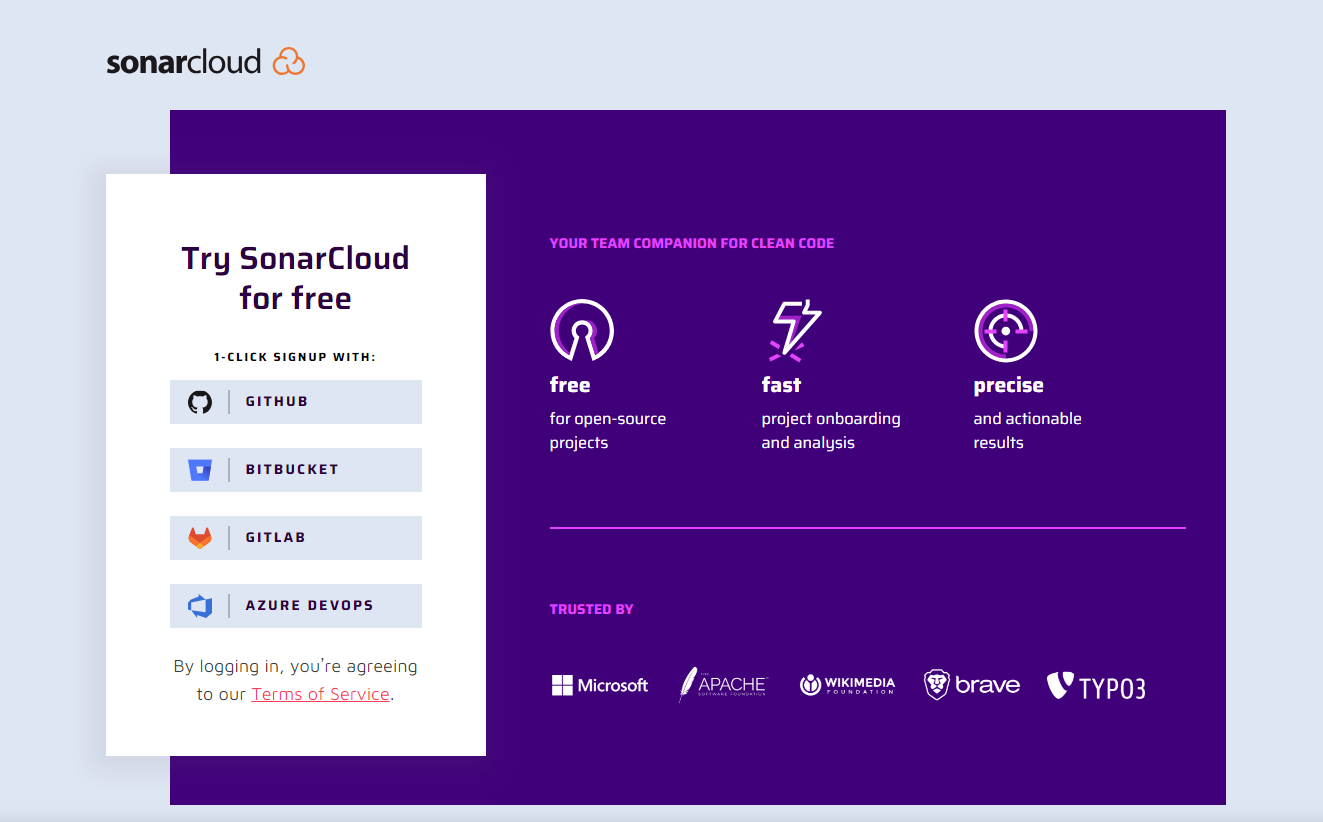 sonarcloud
Try SonarCloud
for free
1-CLICK SIGNUP WITH:
GITHUB
BITBUCKET
GITLAB
AZURE DEVOPS
By logging in, you're agreeing
to our Terms of Service.
YOUR TEAM COMPANION FOR CLEAN CODE
free
for open-source
projects
fast
project onboarding
and analysis
precise
and actionable
results
TRUSTED BY
Microsoft
THE
APACHE
SOFTWARE FOUNDATION
WIKIMEDIA
FOUNDATION
brave
TYPO3